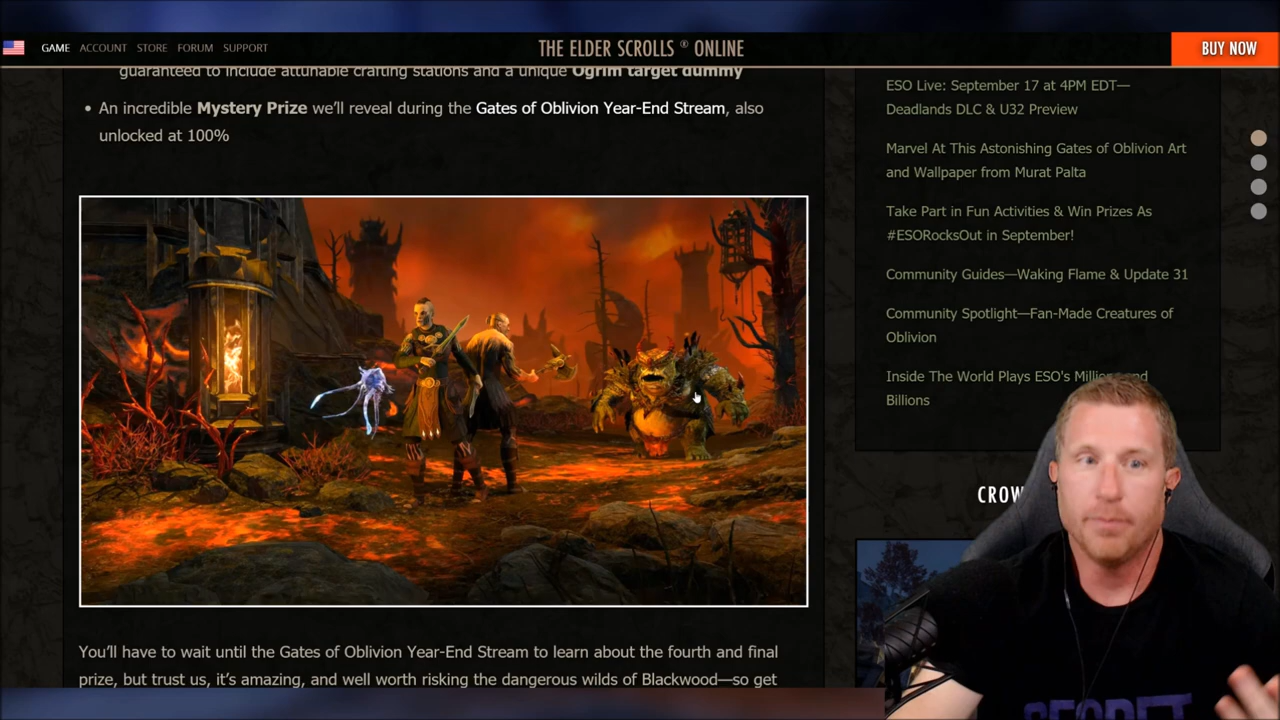 GAME ACCOUNT STORE FORUM SUPPORT
THE ELDER SCROLLS ® ONLINE
BUY NOW
guaranteed to include attunable crafting stations and a unique Ogrim target dummy
• An incredible Mystery Prize we'll reveal during the Gates of Oblivion Year-End Stream, also
unlocked at 100%
You'll have to wait until the Gates of Oblivion Year-End Stream to learn about the fourth and final
prize, but trust us, it's amazing, and well worth risking the dangerous wilds of Blackwood—so get
ESO Live: September 17 at 4PM EDT—
Deadlands DLC & U32 Preview
Marvel At This Astonishing Gates of Oblivion Art
and Wallpaper from Murat Palta
Take Part in Fun Activities & Win Prizes As
#ESORocksOut in September!
Community Guides—Waking Flame & Update 31
Community Spotlight—Fan-Made Creatures of
Oblivion
Inside The World Plays ESO's
Billions